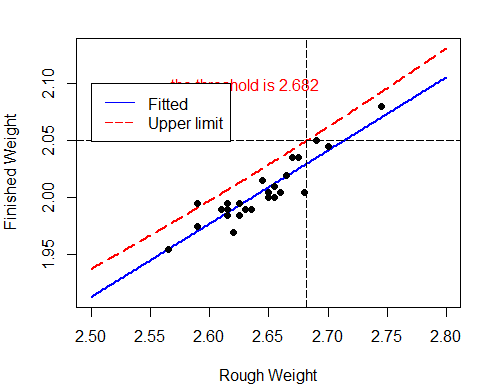 the threshold is 2.682
Fitted
Upper limit
Finished Weight
2.10
2.05
2.00
1.95
2.50 2.55 2.60 2.65 2.70 2.75 2.80
Rough Weight